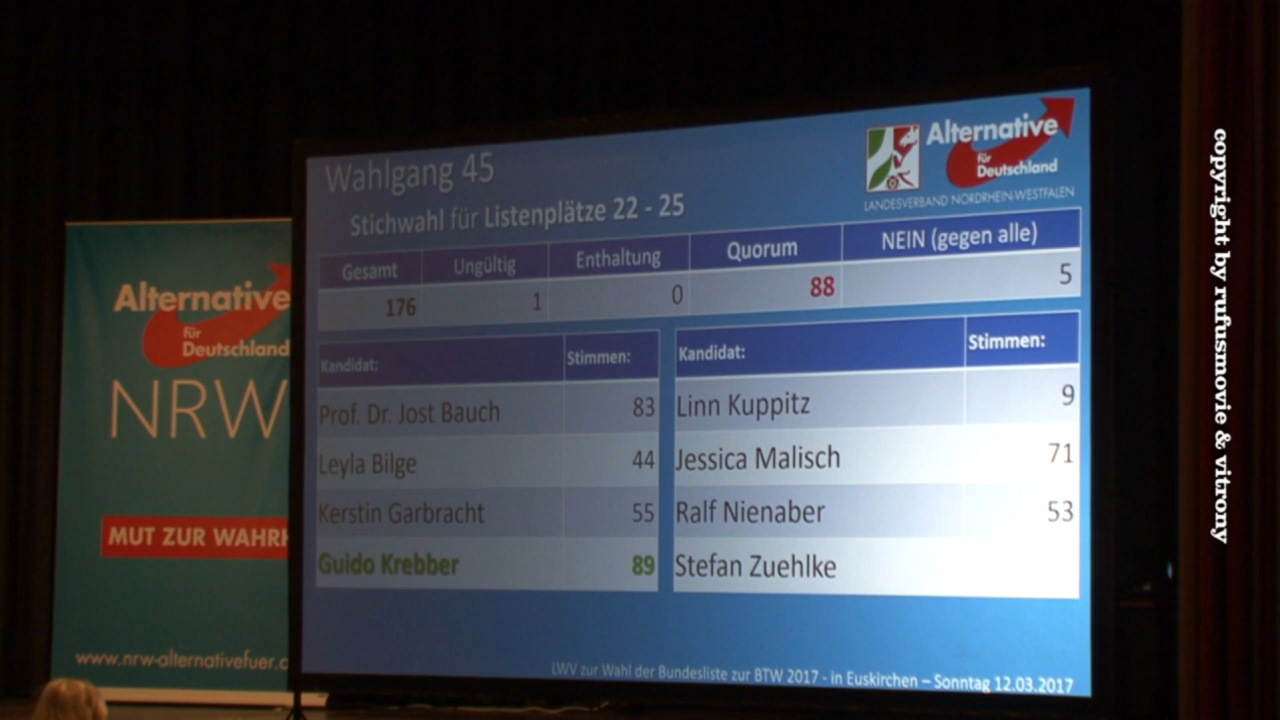 Wahlgang 45
Stichwahl für Listenplätze 22 - 25
Alternative
für
Deutschland
LANDESVERBAND NORDRHEIN-WESTFALEN
Gesamt Ungültig Enthaltung Quorum NEIN (gegen alle)
176 1 0 88 5
Kandidat: Stimmen: Kandidat: Stimmen:
Prof. Dr. Jost Bauch 83 Linn Kuppitz 9
Leyla Bilge 44 Jessica Malisch 71
Kerstin Garbracht 55 Ralf Nienaber 53
Guido Krebber 89 Stefan Zuehlke
LWV zur Wahl der Bundesliste zur BTW 2017 - in Euskirchen – Sonntag 12.03.2017
Alternative
für
Deutschland
NRW
MUT ZUR WAHRH
www.nrw-alternativefuer.c
copyright by rufusmovie & vitrony